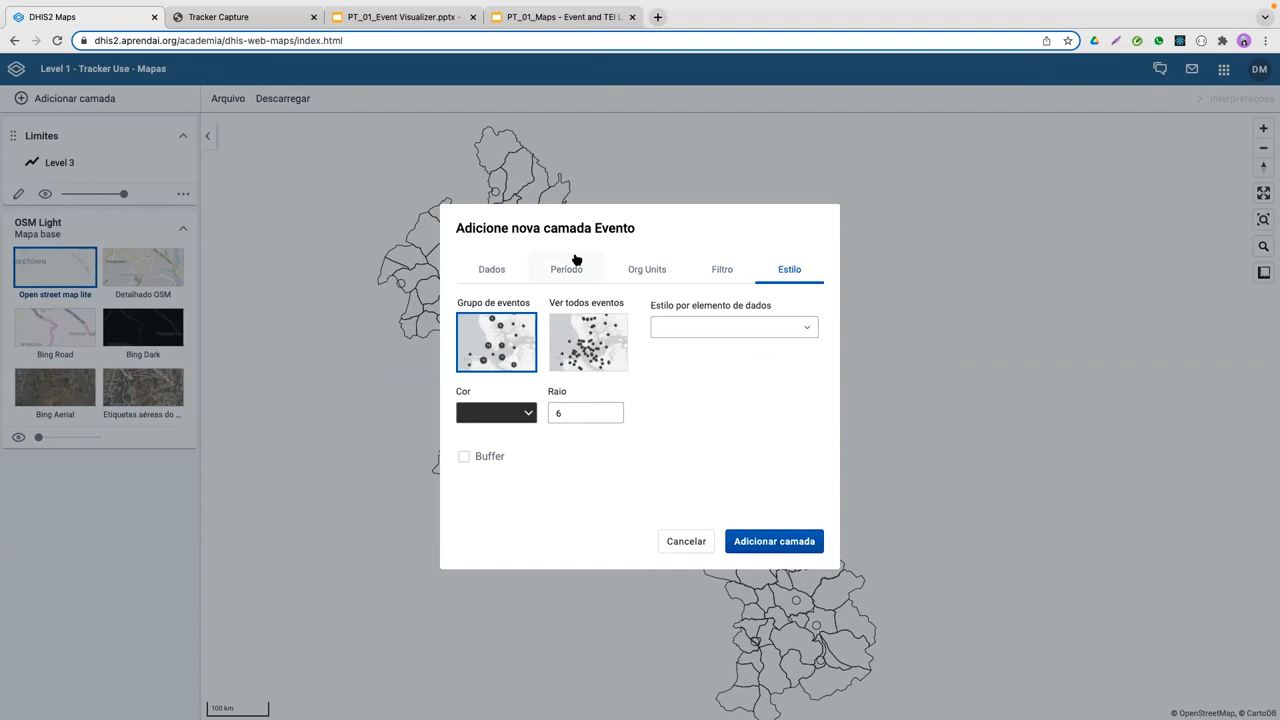 DHIS2 Maps
Tracker Capture
PT_01_Event Visualizer.pptx -
PT_01_Maps - Event and TEI L
dhis2.aprendai.org/academia/dhis-web-maps/index.html
Level 1 - Tracker Use - Mapas
DM
Adicionar camada
Arquivo
Descarregar
interpretações
Limites
Level 3
OSM Light
Mapa base
Open street map lite
Detalhado OSM
Bing Road
Bing Dark
Bing Aerial
Etiquetas aéreas do ...
Adicione nova camada Evento
Dados
Período
Org Units
Filtro
Estilo
Grupo de eventos
Ver todos eventos
Estilo por elemento de dados
Cor
Raio
6
Buffer
Cancelar
Adicionar camada
100 km
© OpenStreetMap, © CartoDB